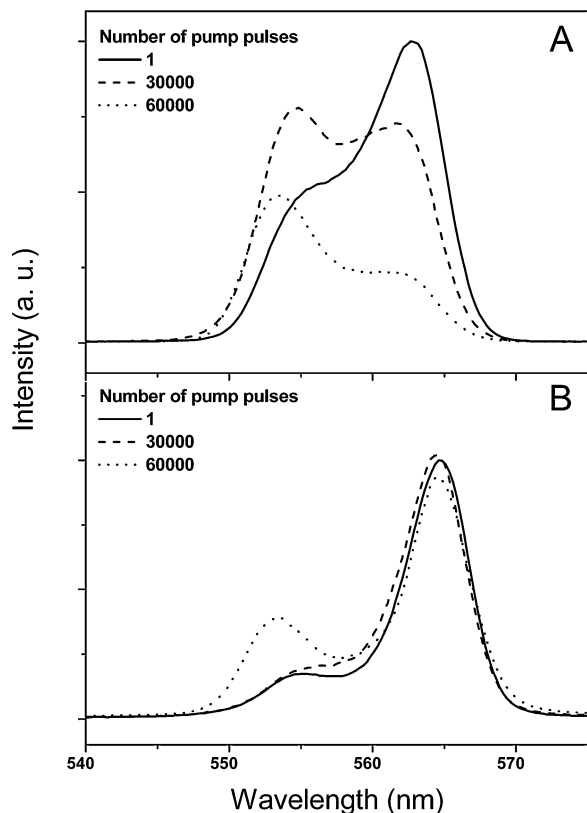 Number of pump pulses
1
30000
60000
A
Number of pump pulses
1
30000
60000
B
Intensity (a. u.)
540 550 560 570
Wavelength (nm)